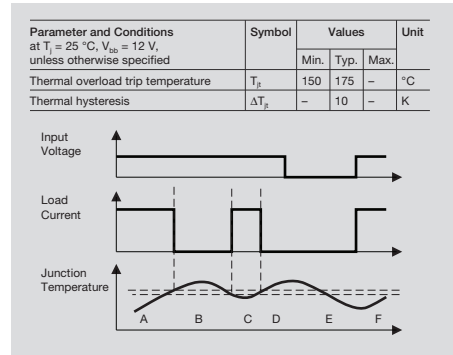 Parameter and Conditions Symbol Values Unit
at Tj = 25 °C, Vbb = 12 V,
unless otherwise specified Min. Typ. Max.
Thermal overload trip temperature Tjt 150 175 – °C
Thermal hysteresis ΔTjt – 10 – K
Input
Voltage
Load
Current
Junction
Temperature
A B C D E F